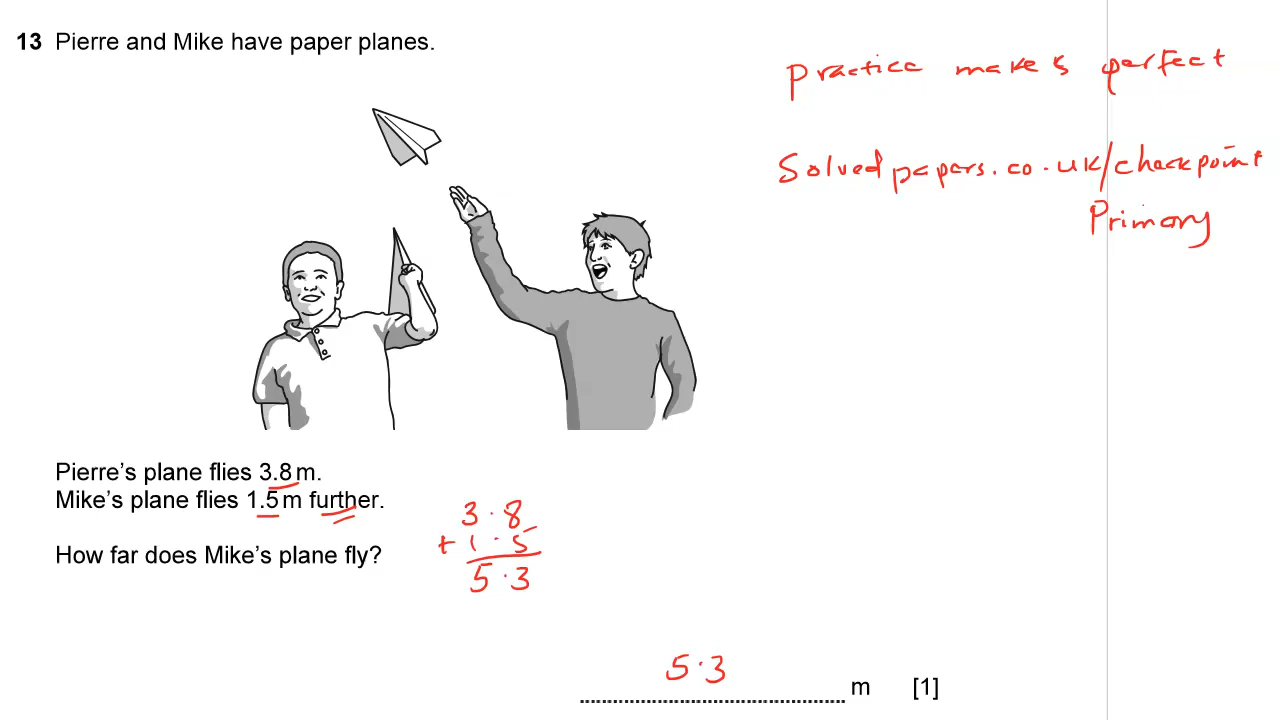 13 Pierre and Mike have paper planes.
Practice makes perfect
Solvedpapers.co.uk/checkpoint
Primary
Pierre's plane flies 3.8 m.
Mike's plane flies 1.5 m further.
How far does Mike's plane fly?
3.8
+ 1.5
5.3
5.3
m [1]